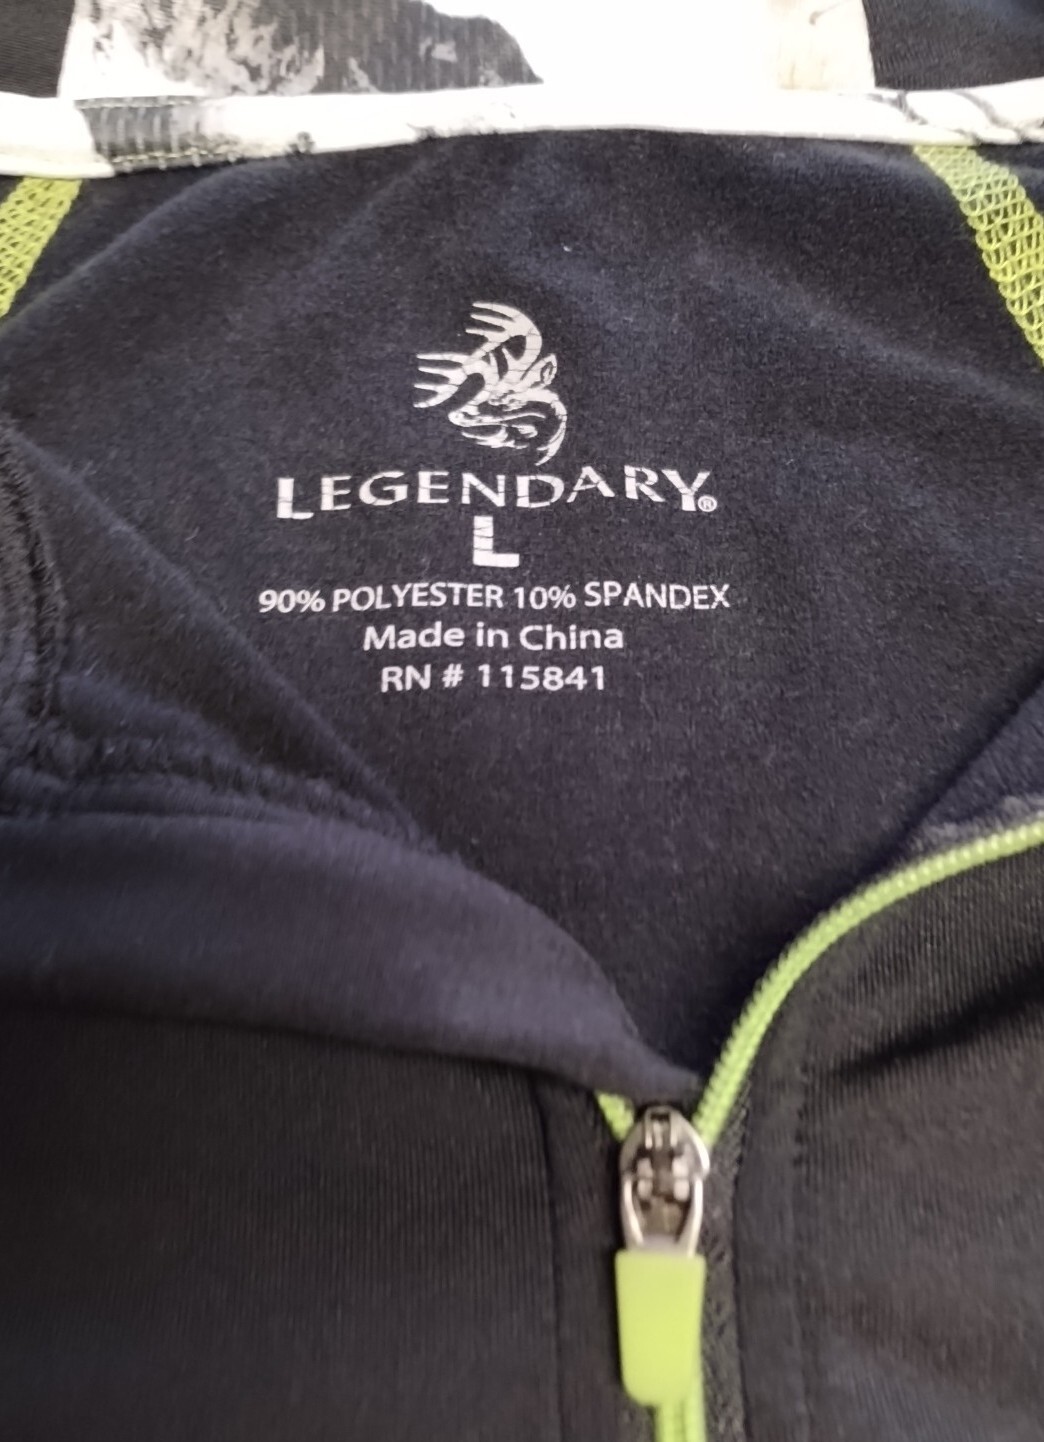 LEGENDARY®
L
90% POLYESTER 10% SPANDEX
Made in China
RN # 115841